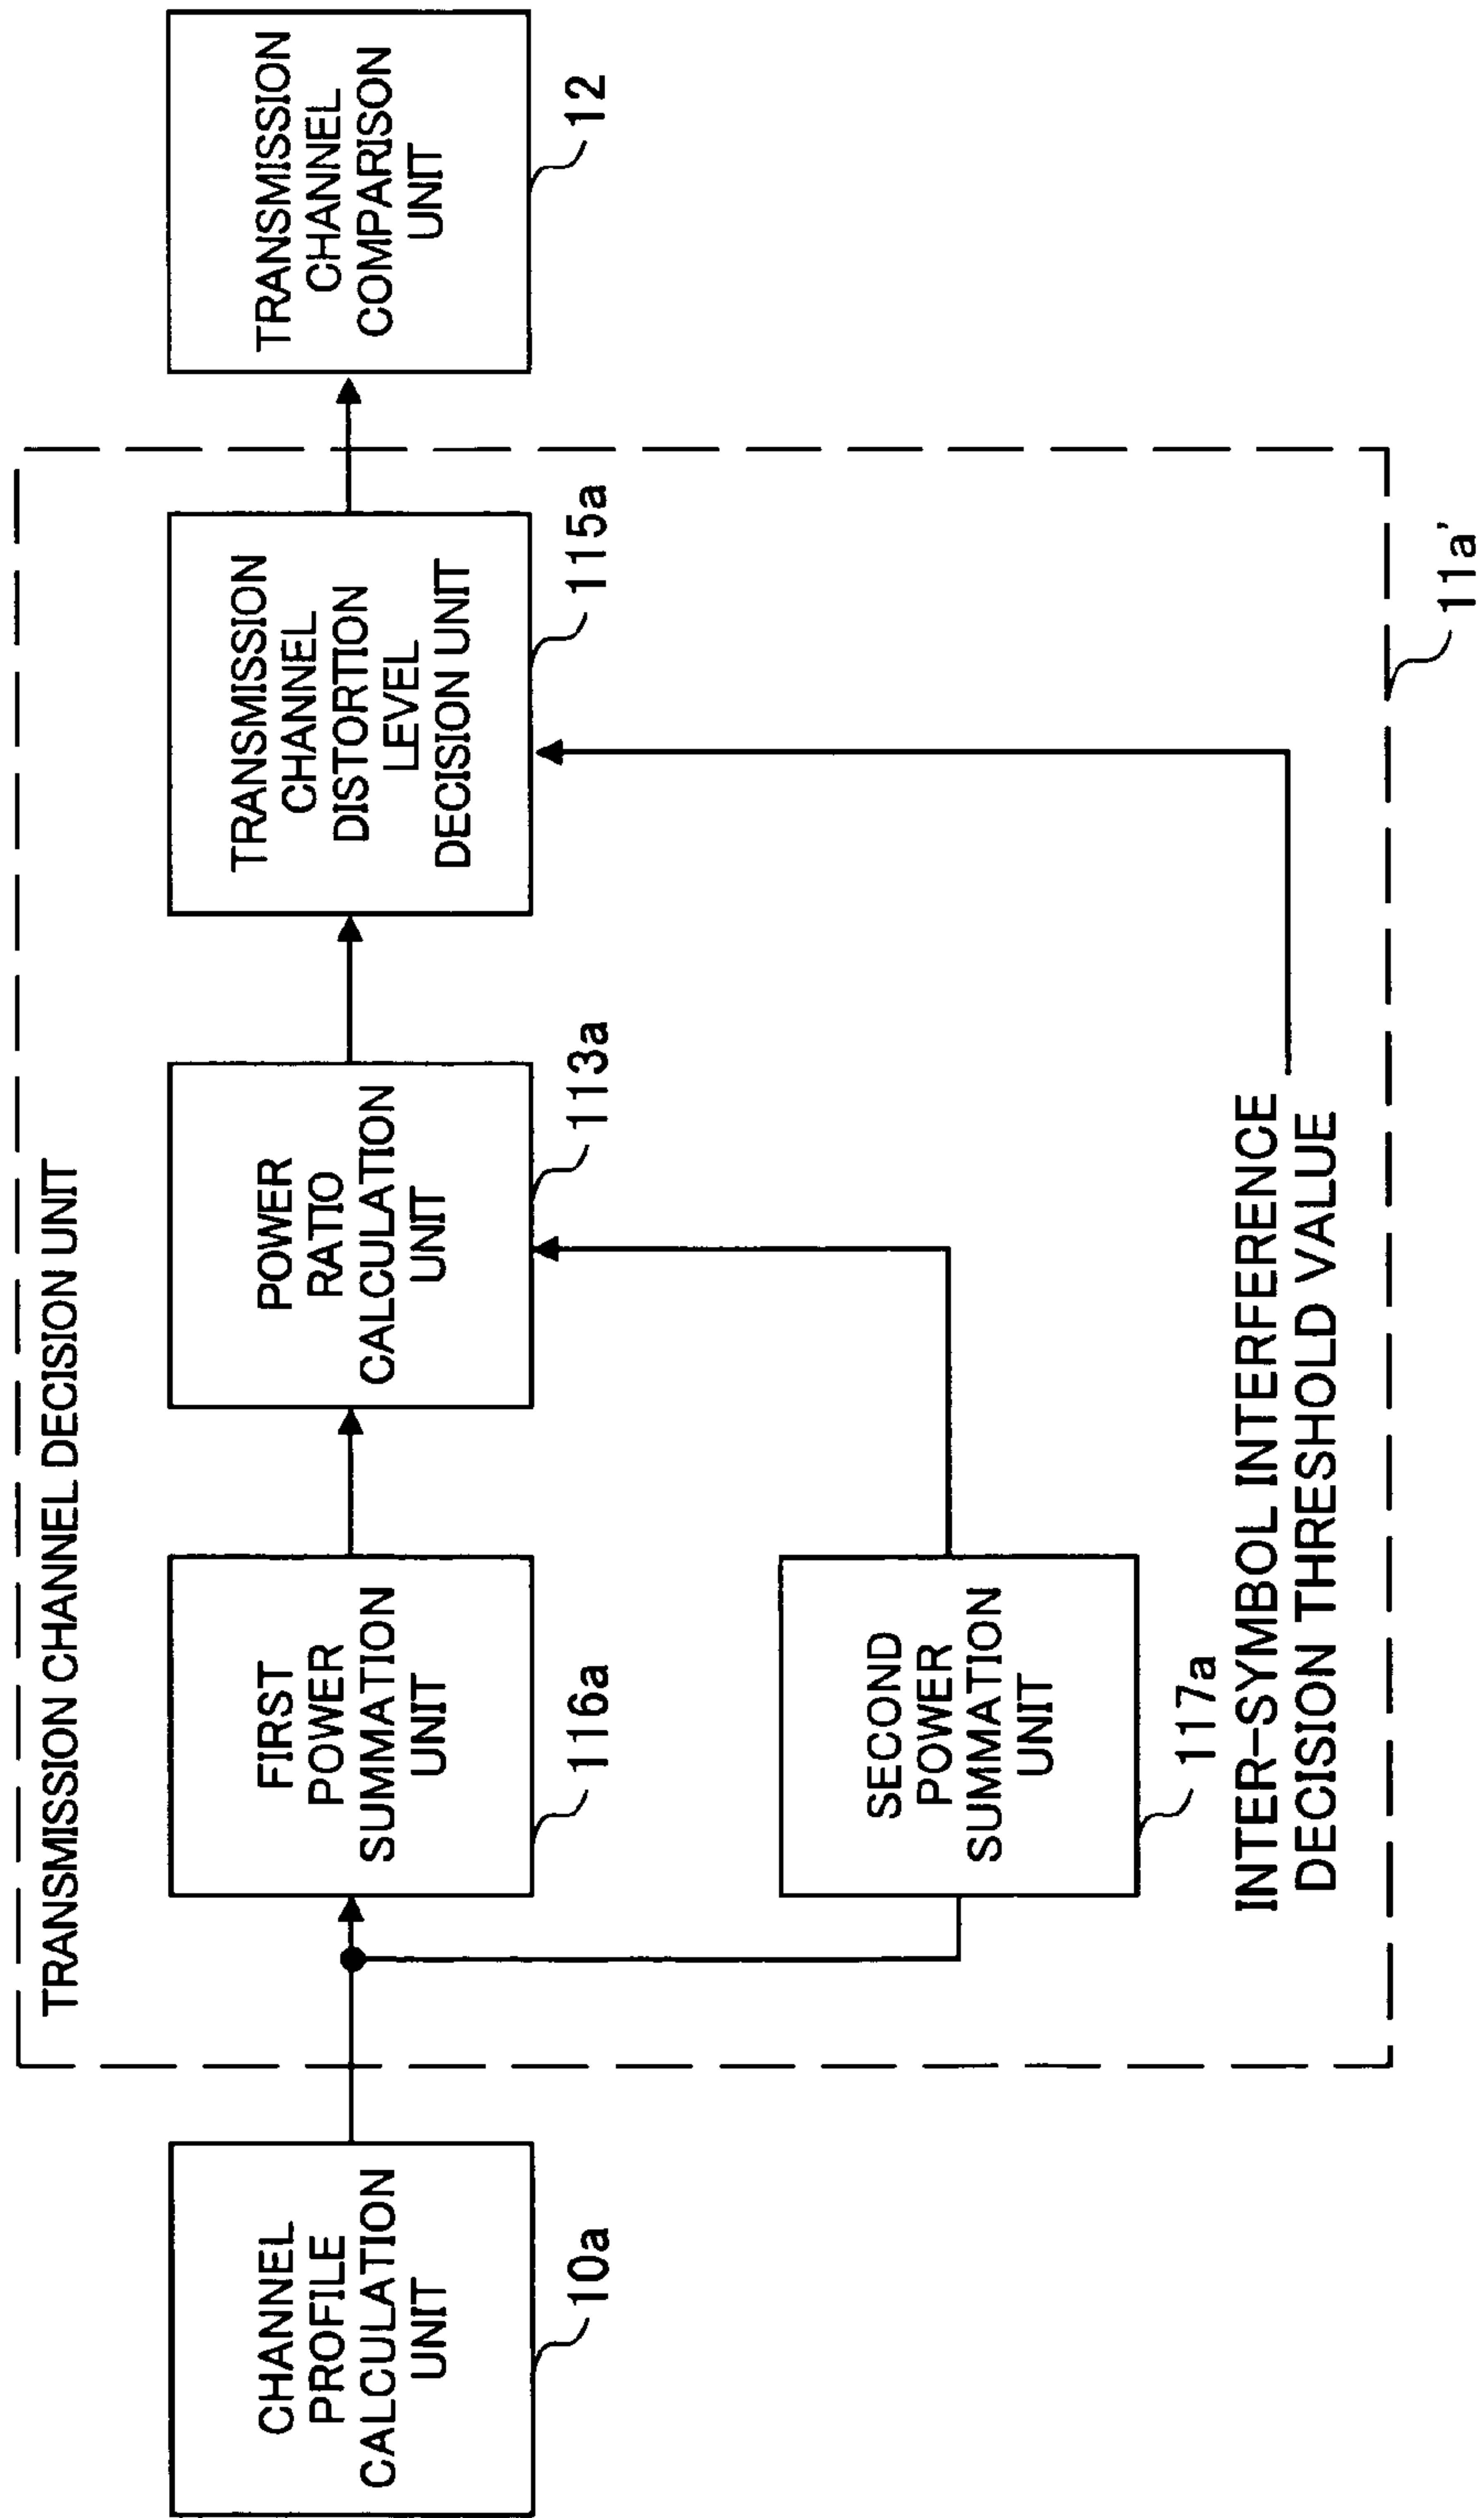 TRANSMISSION CHANNEL DECISION UNIT
CHANNEL
PROFILE
CALCULATION
UNIT
10a
FIRST
POWER
SUMMATION
UNIT
116a
POWER
RATIO
CALCULATION
UNIT
113a
TRANSMISSION
CHANNEL
DISTORTION
LEVEL
DECISION UNIT
115a
TRANSMISSION
CHANNEL
COMPARISON
UNIT
12
SECOND
POWER
SUMMATION
UNIT
117a
INTER-SYMBOL INTERFERENCE
DECISION THRESHOLD VALUE
11a'